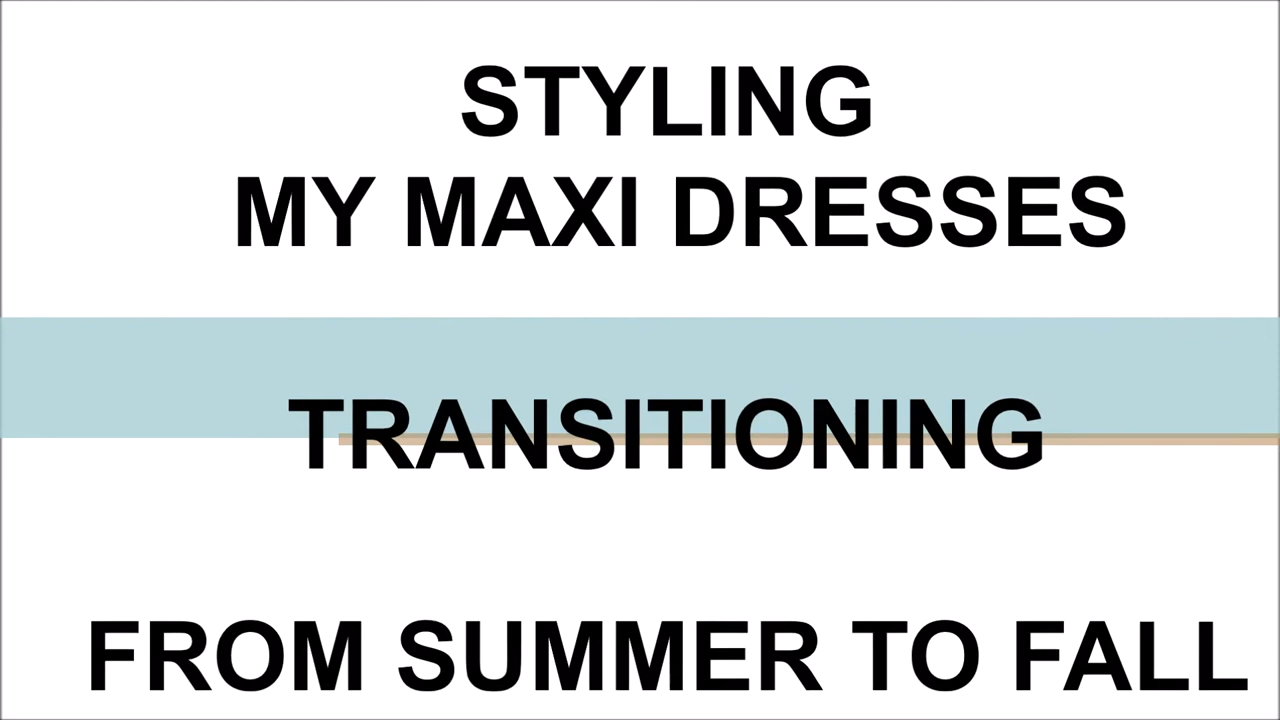 STYLING
MY MAXI DRESSES
TRANSITIONING
FROM SUMMER TO FALL